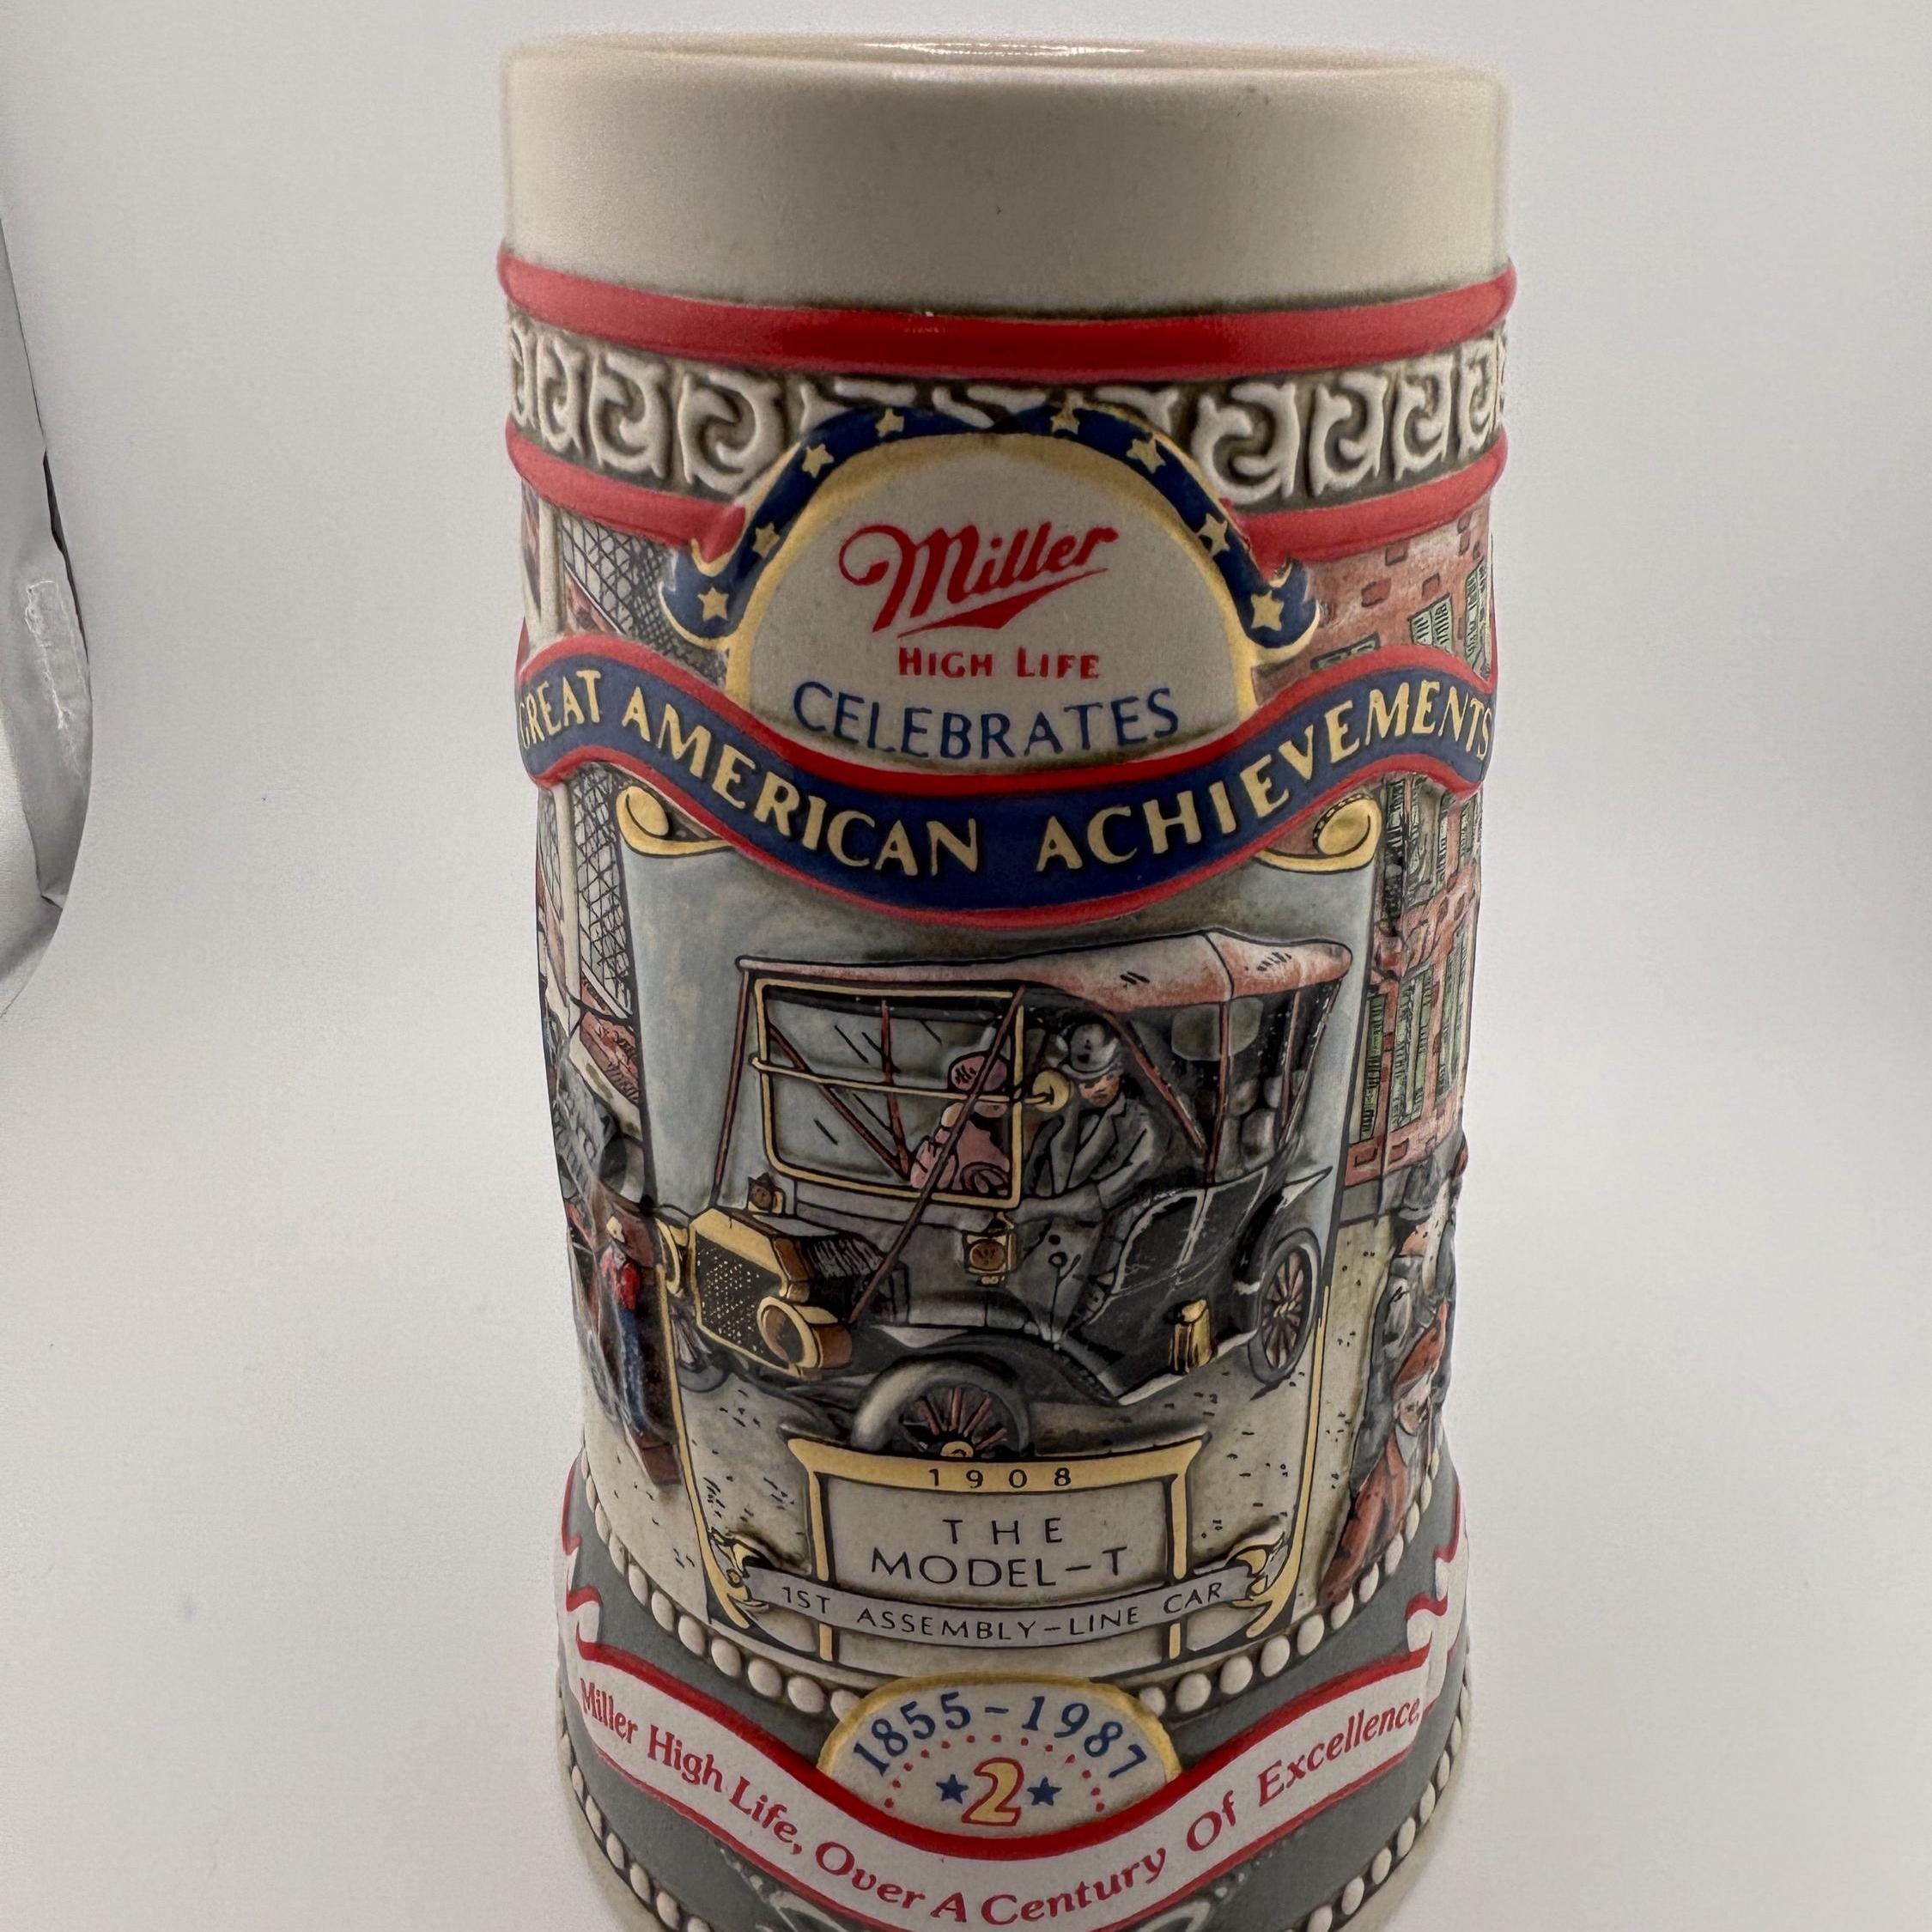 Miller
HIGH LIFE
CELEBRATES
GREAT AMERICAN ACHIEVEMENTS
1908
THE
MODEL-T
1ST ASSEMBLY-LINE CAR
1855-1987
2
Miller High Life, Over A Century Of Excellence,